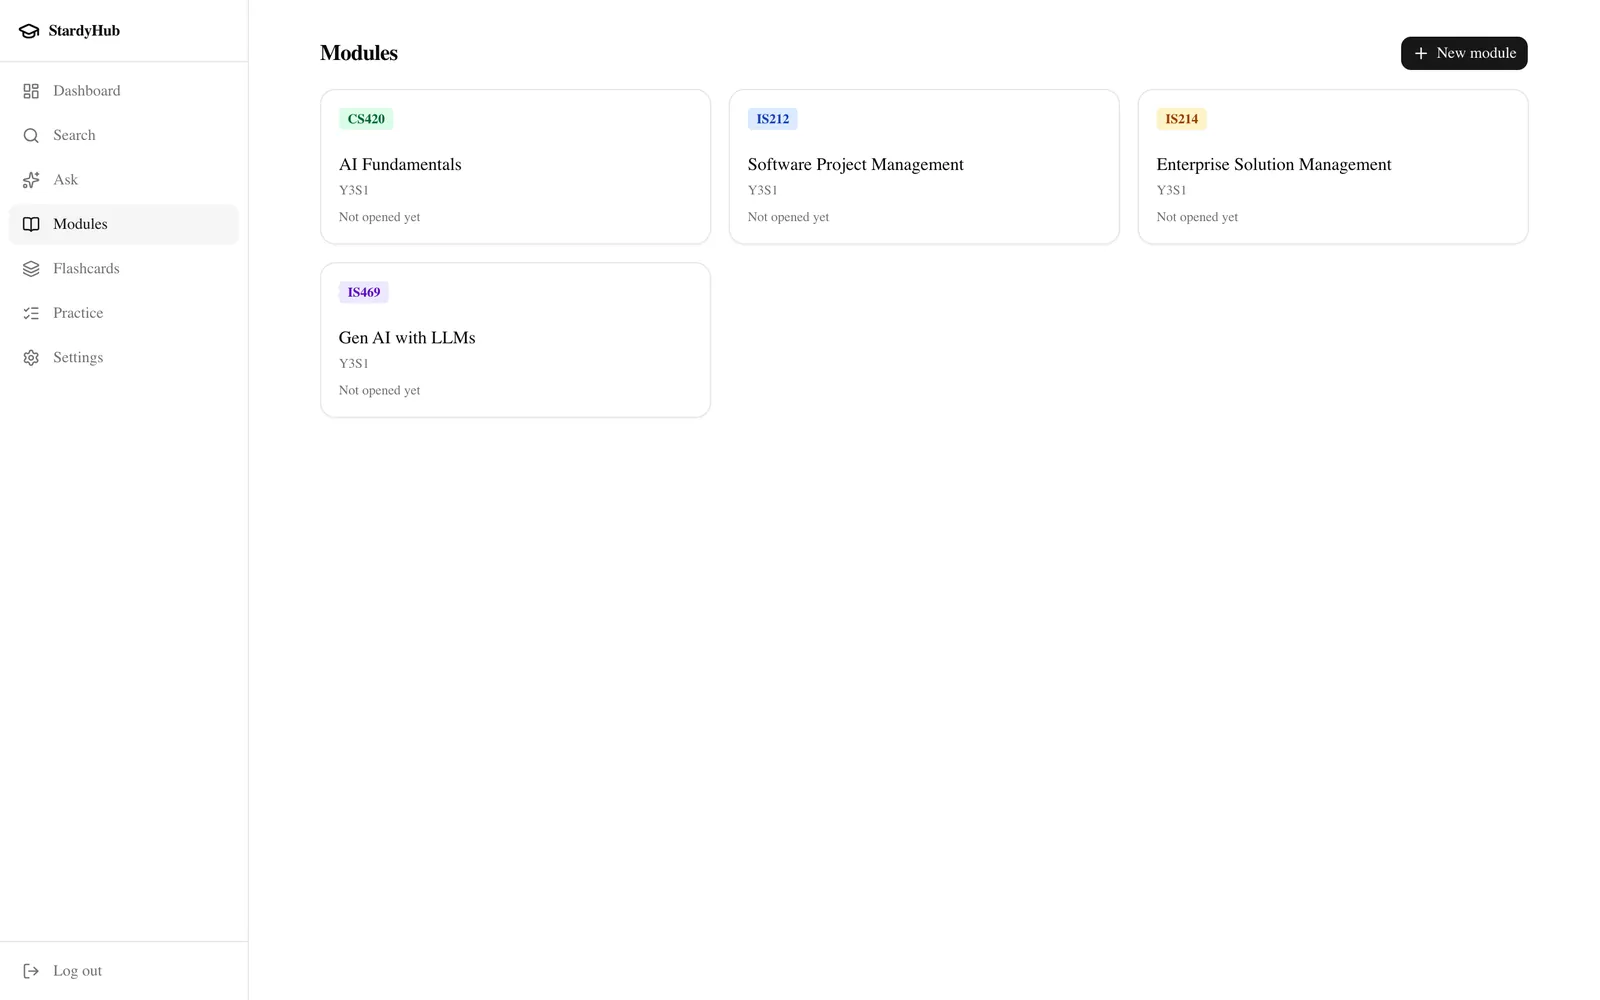 StardyHub
Dashboard
Search
Ask
Modules
Flashcards
Practice
Settings
Log out
Modules
New module
CS420
AI Fundamentals
Y3S1
Not opened yet
IS212
Software Project Management
Y3S1
Not opened yet
IS214
Enterprise Solution Management
Y3S1
Not opened yet
IS469
Gen AI with LLMs
Y3S1
Not opened yet